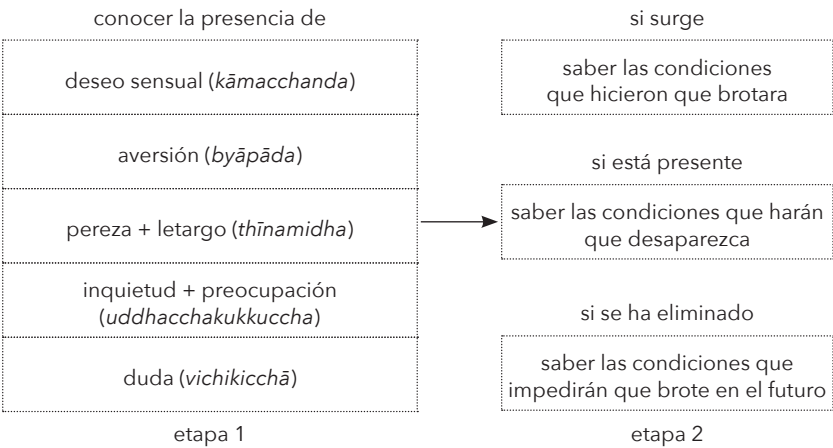 conocer la presencia de
deseo sensual (kāmacchanda)
aversión (byāpāda)
pereza + letargo (thīnamidha)
inquietud + preocupación
(uddhacchakukkuccha)
duda (vichikicchā)
etapa 1
si surge
saber las condiciones
que hicieron que brotara
si está presente
saber las condiciones que harán
que desaparezca
si se ha eliminado
saber las condiciones que
impedirán que brote en el futuro
etapa 2